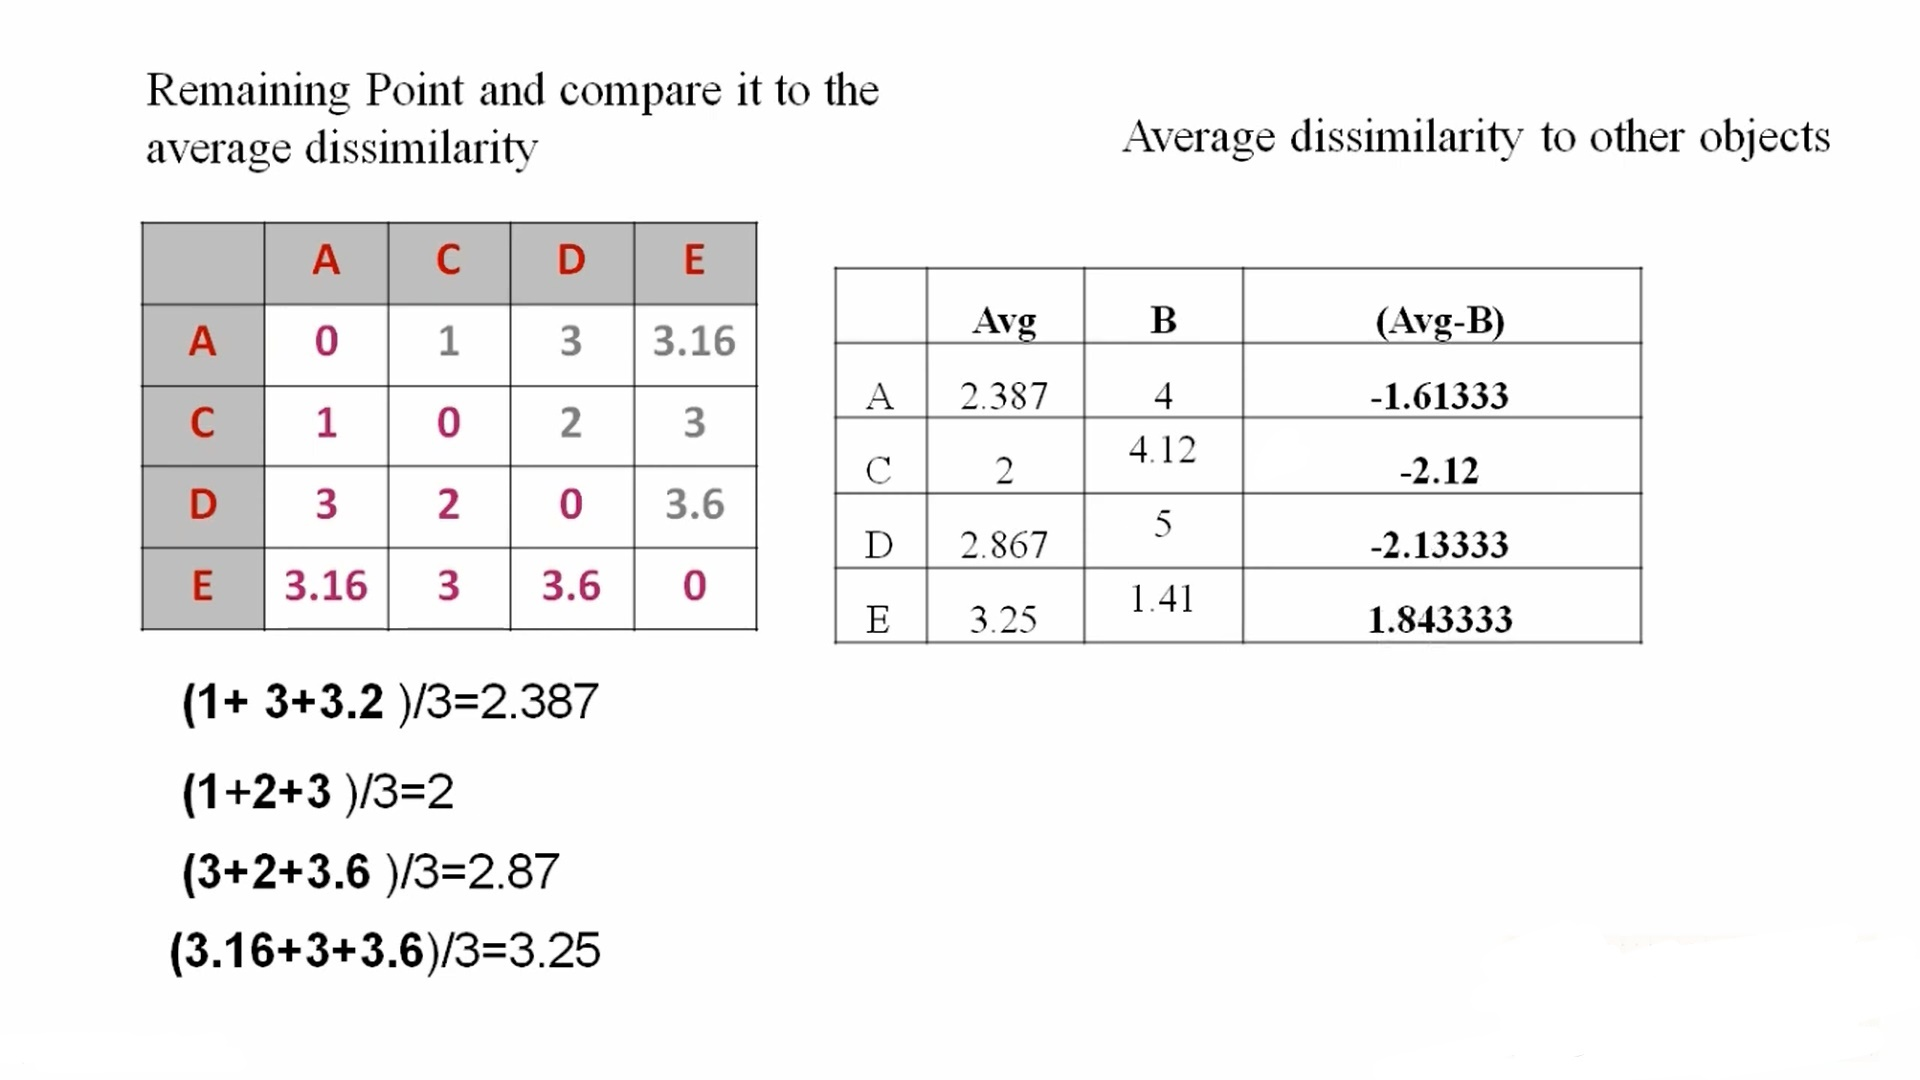 Remaining Point and compare it to the
average dissimilarity
Average dissimilarity to other objects
A C D E
A 0 1 3 3.16
C 1 0 2 3
D 3 2 0 3.6
E 3.16 3 3.6 0
Avg B (Avg-B)
A 2.387 4 -1.61333
C 2 4.12 -2.12
D 2.867 5 -2.13333
E 3.25 1.41 1.843333
(1+ 3+3.2 )/3=2.387
(1+2+3 )/3=2
(3+2+3.6 )/3=2.87
(3.16+3+3.6)/3=3.25